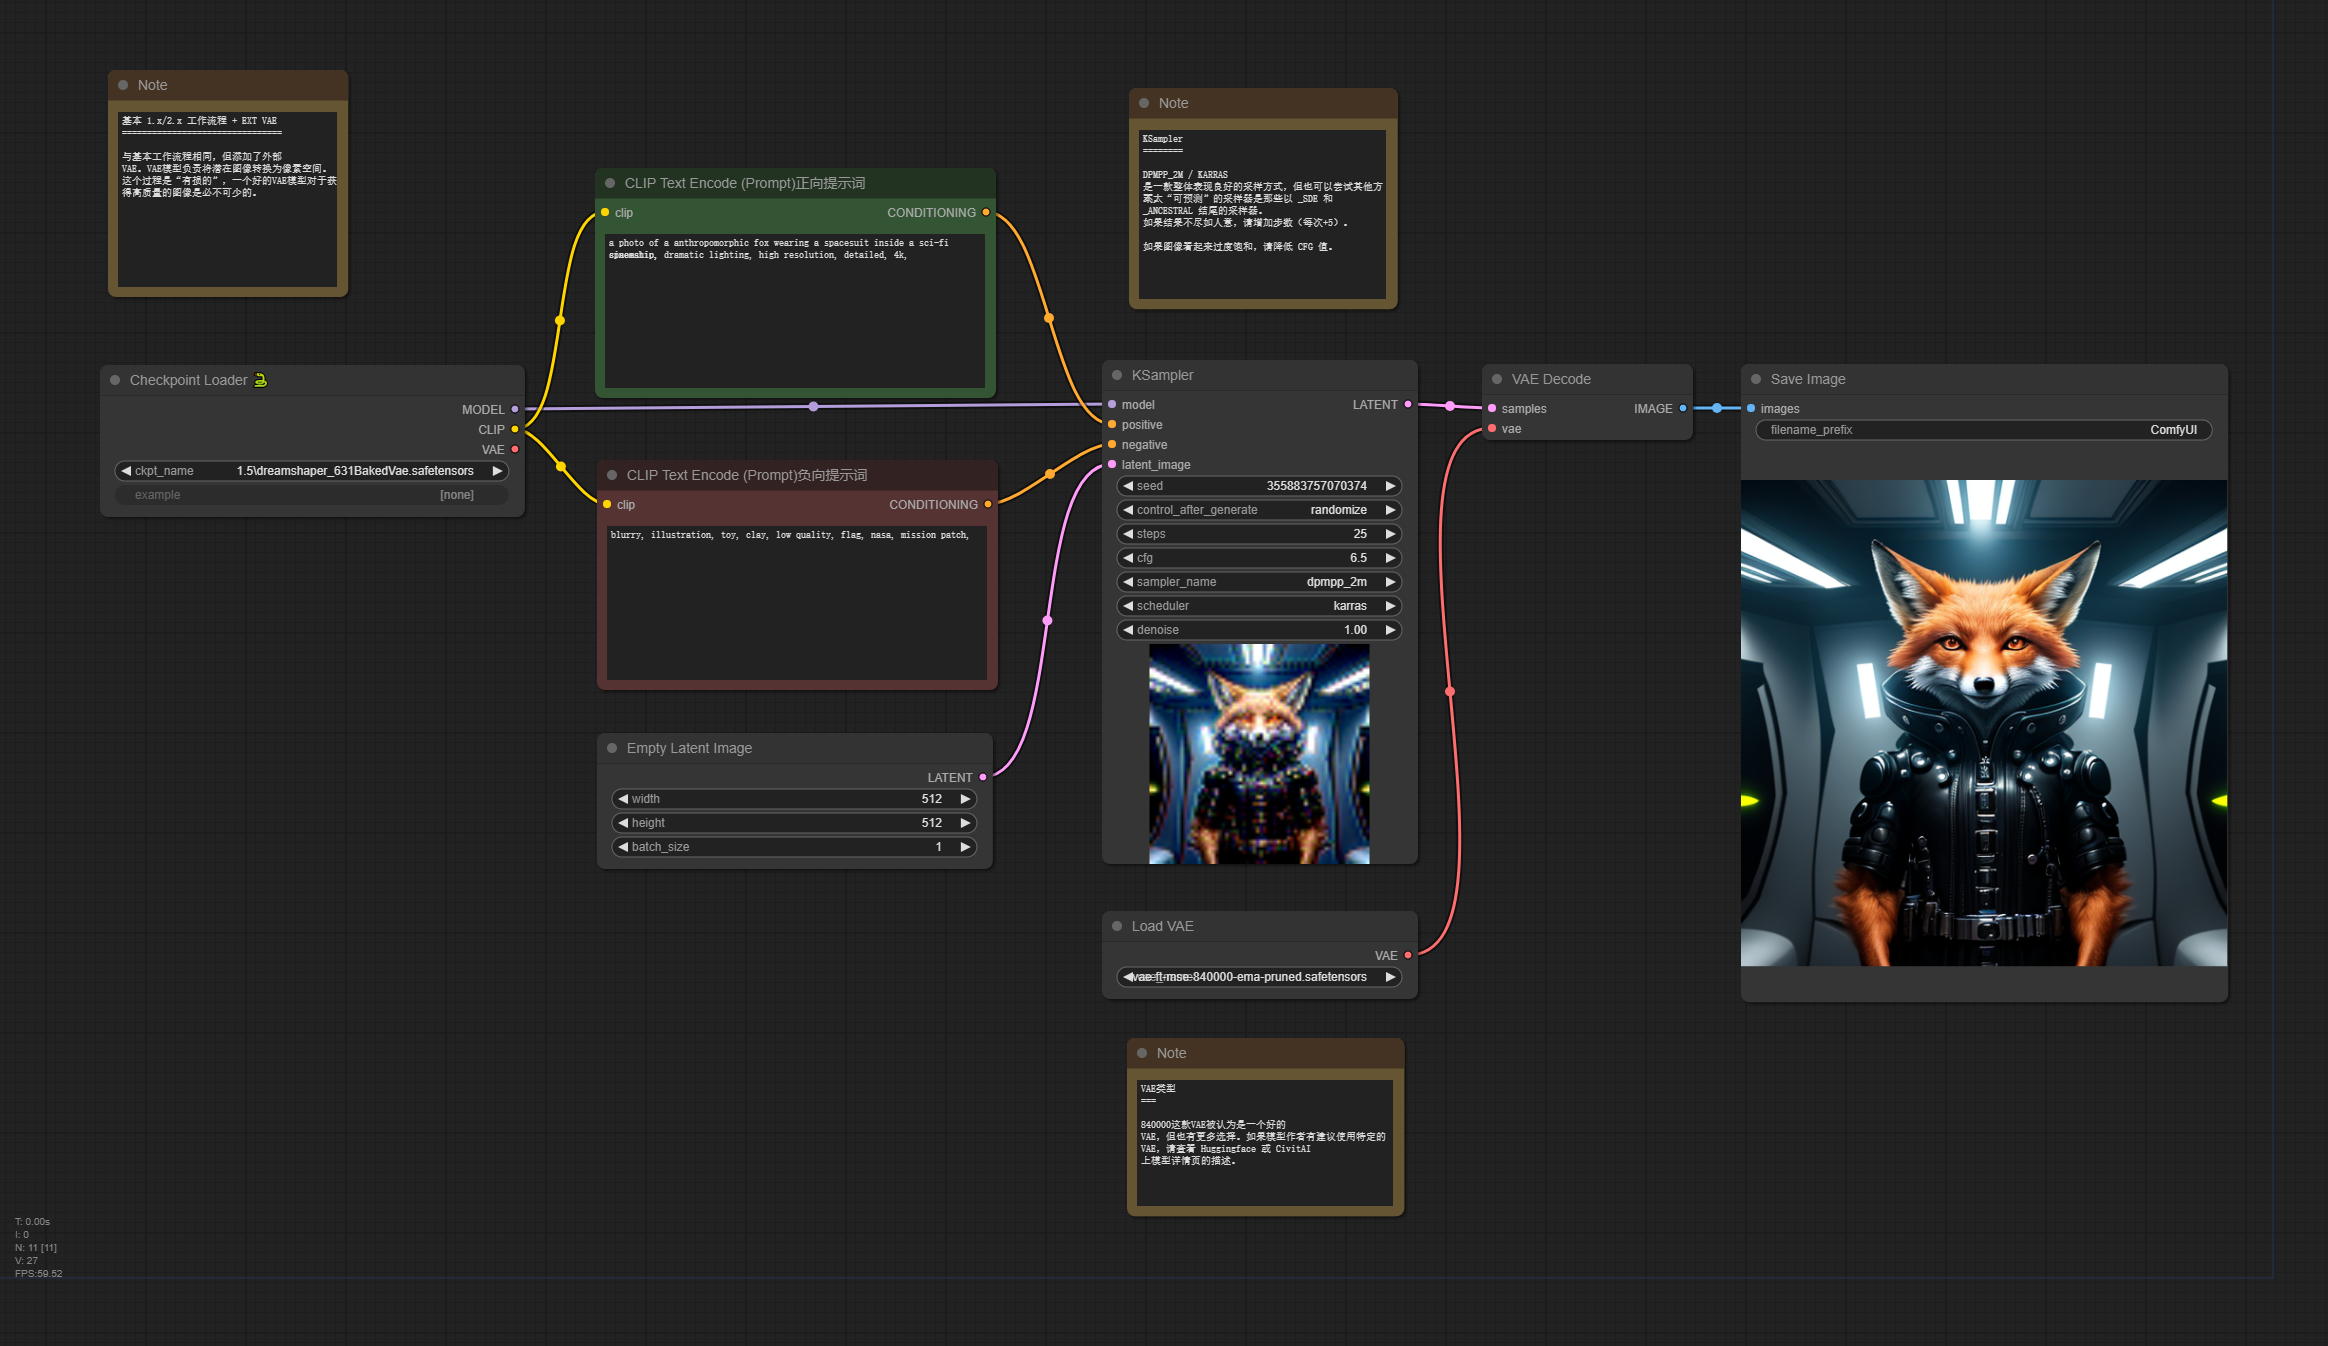 Note
基本 1.x/2.x 工作流程 + EXT VAE
================================
与基本工作流程相同，但添加了外部
VAE。VAE模型负责将潜在图像转换为像素空间。
这个过程是“有损的”，一个好的VAE模型对于获
得高质量的图像是必不可少的。
Checkpoint Loader 🐍
MODEL
CLIP
VAE
ckpt_name 1.5\dreamshaper_631BakedVae.safetensors
example [none]
CLIP Text Encode (Prompt)正向提示词
clip CONDITIONING
a photo of a anthropomorphic fox wearing a spacesuit inside a sci-fi
spaceship, dramatic lighting, high resolution, detailed, 4k,
CLIP Text Encode (Prompt)负向提示词
clip CONDITIONING
blurry, illustration, toy, clay, low quality, flag, nasa, mission patch,
Empty Latent Image
LATENT
width 512
height 512
batch_size 1
Note
KSampler
========
DPMPP_2M / KARRAS
是一款整体表现良好的采样方式，但也可以尝试其他方
案太“可预测”的采样器是那些以 _SDE 和
_ANCESTRAL 结尾的采样器。
如果结果不尽如人意，请增加步数（每次+5）。
如果图像看起来过度饱和，请降低 CFG 值。
KSampler
model LATENT
positive
negative
latent_image
seed 355883757070374
control_after_generate randomize
steps 25
cfg 6.5
sampler_name dpmpp_2m
scheduler karras
denoise 1.00
Load VAE
VAE
vae-ft-mse-840000-ema-pruned.safetensors
Note
VAE类型
===
840000这款VAE被认为是一个好的
VAE，但也有更多选择。如果模型作者有建议使用特定的
VAE，请查看 Huggingface 或 CivitAI
上模型详情页的描述。
VAE Decode
samples IMAGE
vae
Save Image
images
filename_prefix ComfyUI
T: 0.00s
I: 0
N: 11 [11]
V: 27
FPS:59.52